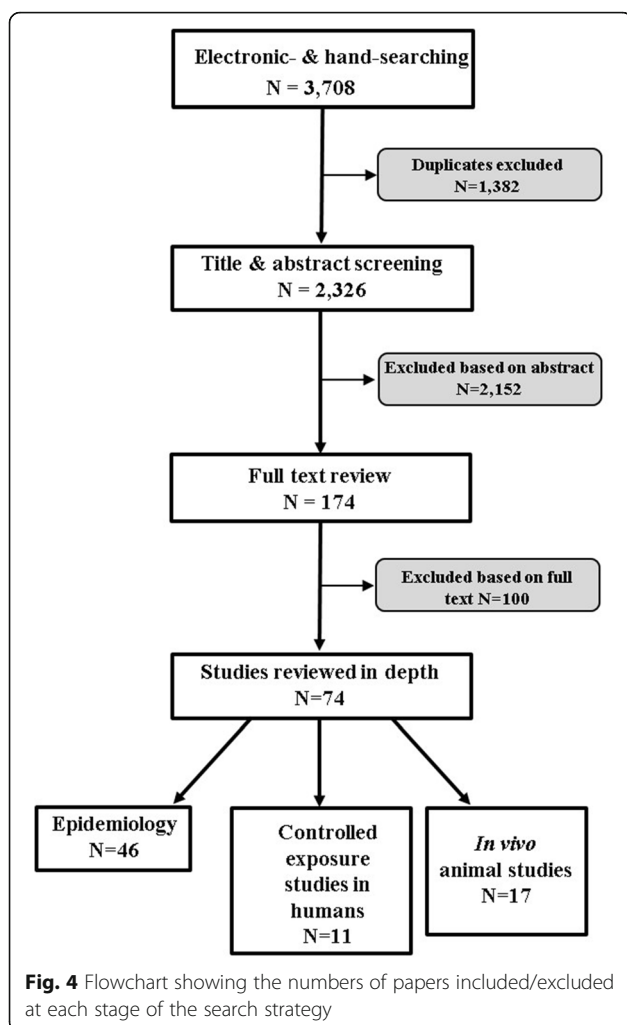 Electronic- & hand-searching
N = 3,708
Duplicates excluded
N=1,382
Title & abstract screening
N = 2,326
Excluded based on abstract
N=2,152
Full text review
N = 174
Excluded based on full
text N=100
Studies reviewed in depth
N=74
Epidemiology
N=46
Controlled
exposure
studies in
humans
N=11
In vivo
animal studies
N=17
Fig. 4 Flowchart showing the numbers of papers included/excluded
at each stage of the search strategy